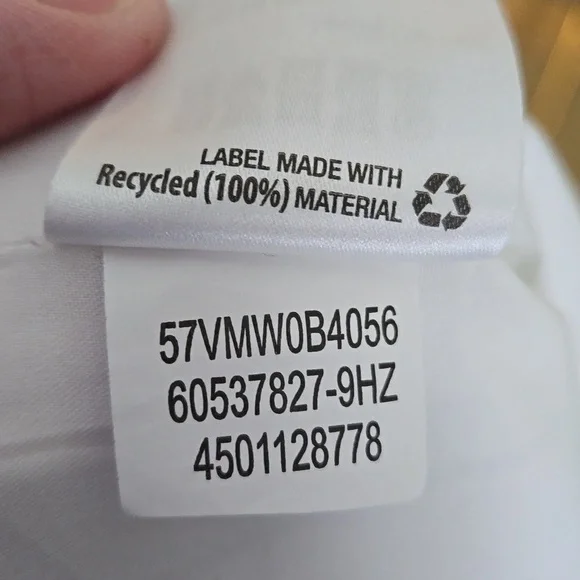 LABEL MADE WITH
Recycled (100%) MATERIAL
57VMW0B4056
60537827-9HZ
4501128778